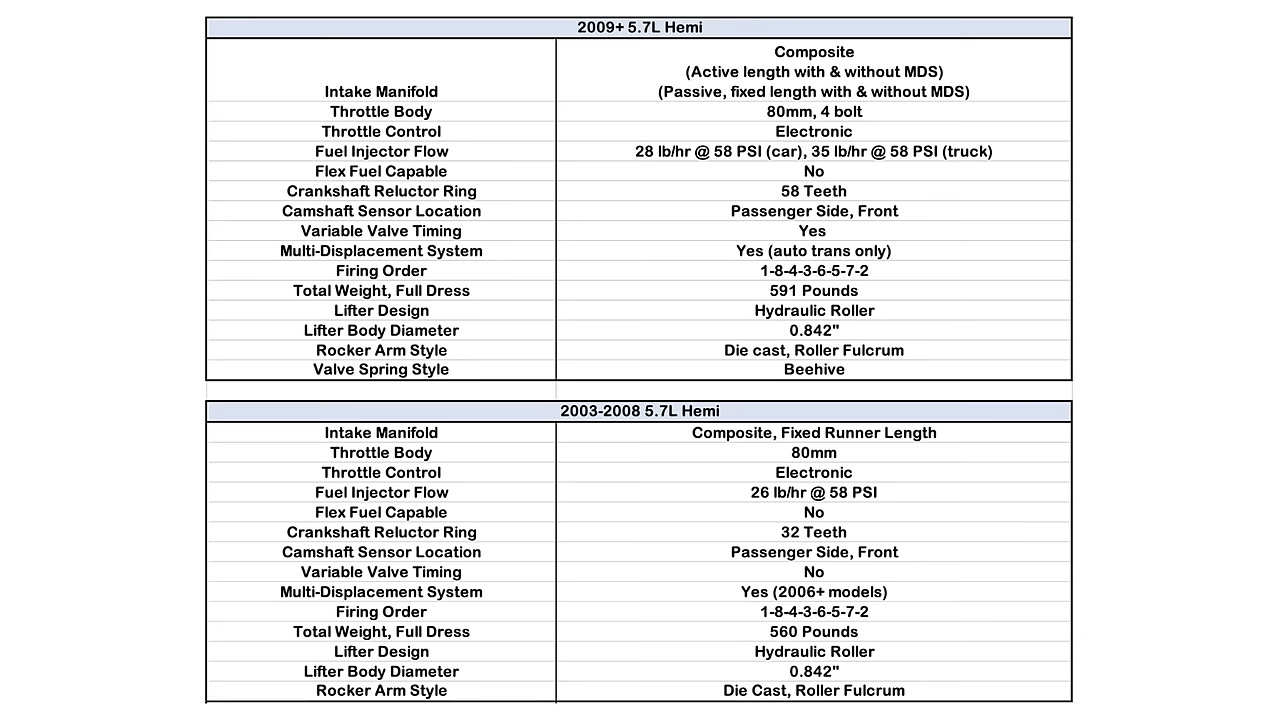 2009+ 5.7L Hemi
Composite
(Active length with & without MDS)
Intake Manifold (Passive, fixed length with & without MDS)
Throttle Body 80mm, 4 bolt
Throttle Control Electronic
Fuel Injector Flow 28 lb/hr @ 58 PSI (car), 35 lb/hr @ 58 PSI (truck)
Flex Fuel Capable No
Crankshaft Reluctor Ring 58 Teeth
Camshaft Sensor Location Passenger Side, Front
Variable Valve Timing Yes
Multi-Displacement System Yes (auto trans only)
Firing Order 1-8-4-3-6-5-7-2
Total Weight, Full Dress 591 Pounds
Lifter Design Hydraulic Roller
Lifter Body Diameter 0.842"
Rocker Arm Style Die cast, Roller Fulcrum
Valve Spring Style Beehive
2003-2008 5.7L Hemi
Intake Manifold Composite, Fixed Runner Length
Throttle Body 80mm
Throttle Control Electronic
Fuel Injector Flow 26 lb/hr @ 58 PSI
Flex Fuel Capable No
Crankshaft Reluctor Ring 32 Teeth
Camshaft Sensor Location Passenger Side, Front
Variable Valve Timing No
Multi-Displacement System Yes (2006+ models)
Firing Order 1-8-4-3-6-5-7-2
Total Weight, Full Dress 560 Pounds
Lifter Design Hydraulic Roller
Lifter Body Diameter 0.842"
Rocker Arm Style Die Cast, Roller Fulcrum